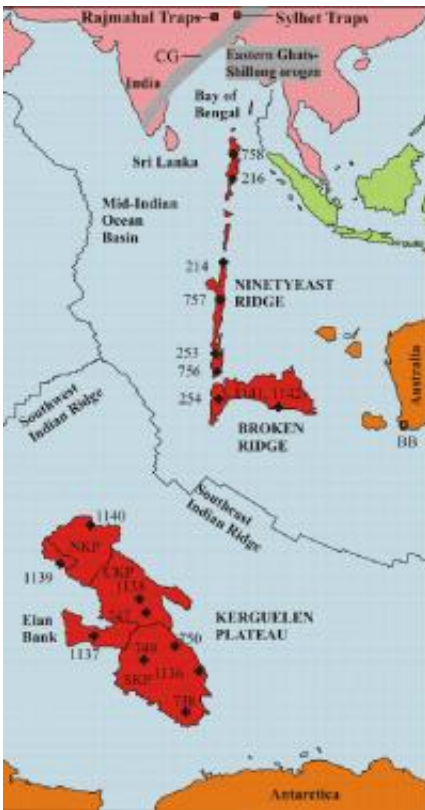 Rajmahal Traps
Sylhet Traps
CG
Eastern Ghats-
Shillong orogen
India
Bay of
Bengal
758
Sri Lanka
216
Mid-Indian
Ocean
Basin
214
NINETYEAST
RIDGE
757
253
756
254
1141, 1142
BROKEN
RIDGE
Australia
BB
Southwest
Indian Ridge
Southeast
Indian Ridge
1140
NKP
1139
CKP
1138
747
Elan
Bank
KERGUELEN
PLATEAU
750
1137
749
1136
SKP
738
Antarctica